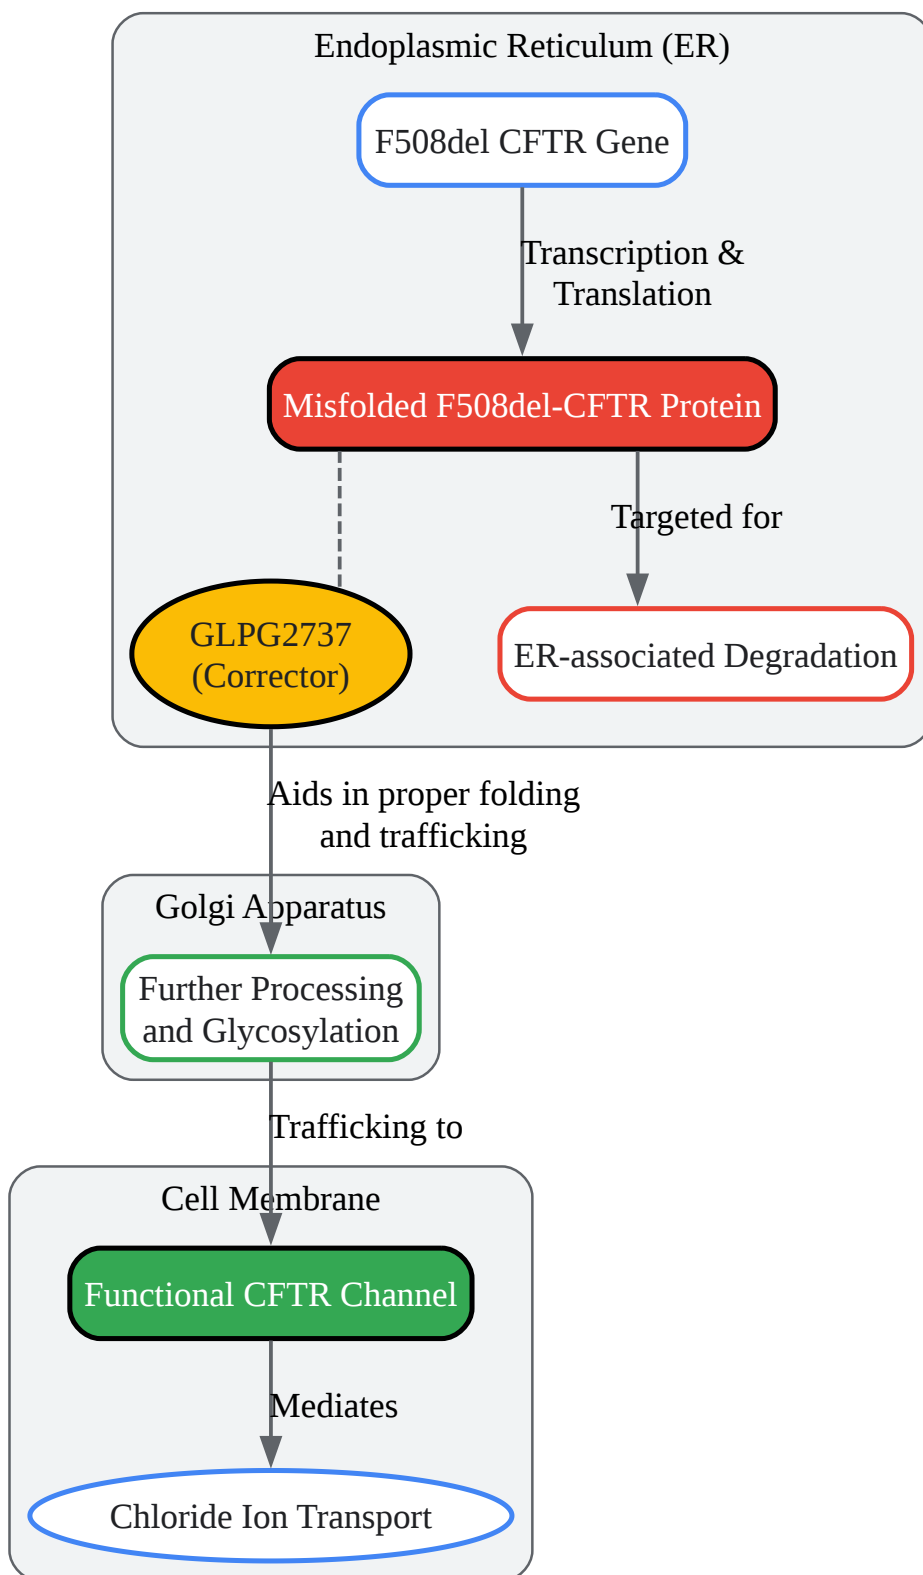 Endoplasmic Reticulum (ER)
F508del CFTR Gene
Transcription &
Translation
Misfolded F508del-CFTR Protein
Targeted for
GLPG2737
(Corrector)
ER-associated Degradation
Aids in proper folding
and trafficking
Golgi Apparatus
Further Processing
and Glycosylation
Trafficking to
Cell Membrane
Functional CFTR Channel
Mediates
Chloride Ion Transport